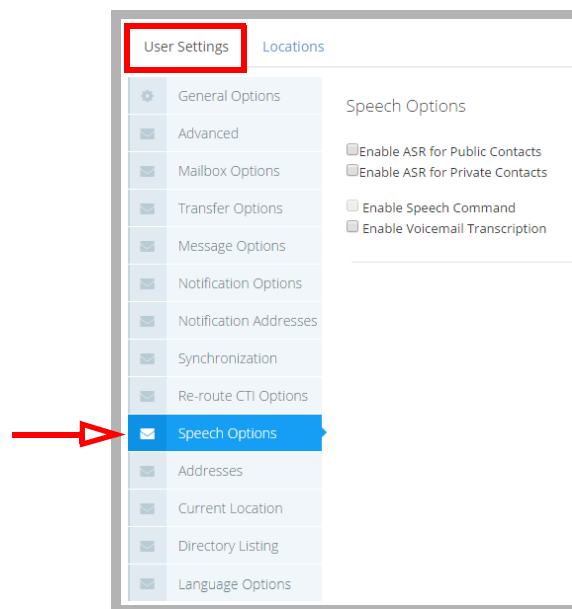 User Settings Locations
General Options
Advanced
Mailbox Options
Transfer Options
Message Options
Notification Options
Notification Addresses
Synchronization
Re-route CTI Options
Speech Options
Addresses
Current Location
Directory Listing
Language Options
Speech Options
Enable ASR for Public Contacts
Enable ASR for Private Contacts
Enable Speech Command
Enable Voicemail Transcription